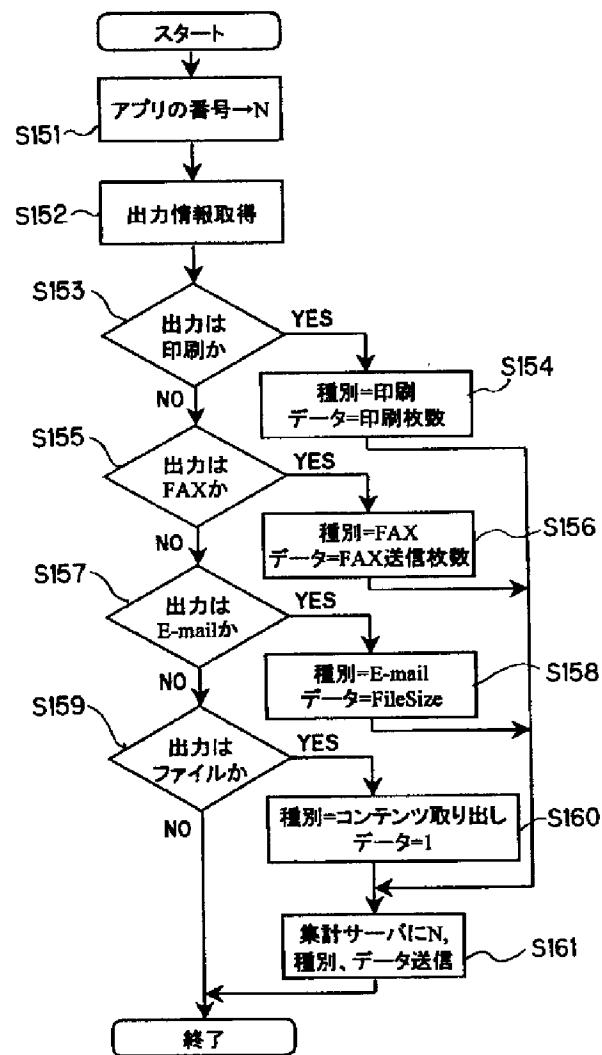 スタート
S151
アプリの番号→N
S152
出力情報取得
S153
出力は
印刷か
YES
NO
S154
種別=印刷
データ=印刷枚数
S155
出力は
FAXか
YES
NO
S156
種別=FAX
データ=FAX送信枚数
S157
出力は
E-mailか
YES
NO
S158
種別=E-mail
データ=FileSize
S159
出力は
ファイルか
YES
NO
S160
種別=コンテンツ取り出し
データ=1
S161
集計サーバにN,
種別、データ送信
終了